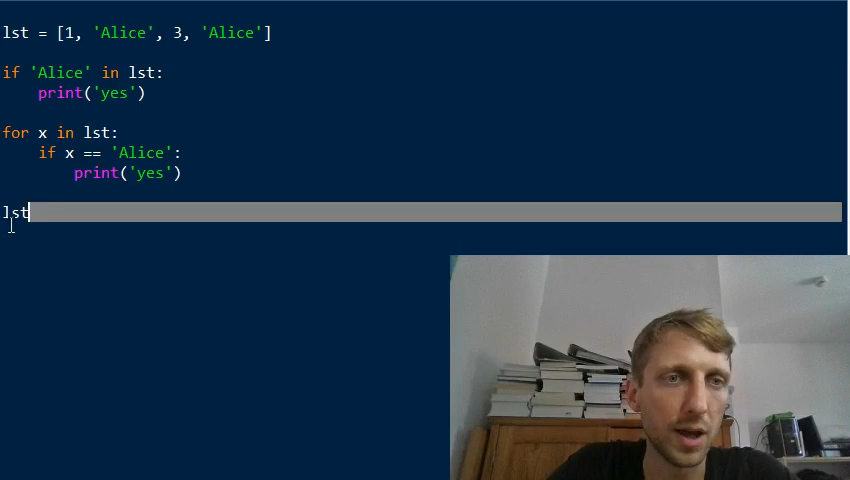 lst = [1, 'Alice', 3, 'Alice']
if 'Alice' in lst:
print('yes')
for x in lst:
if x == 'Alice':
print('yes')
lst